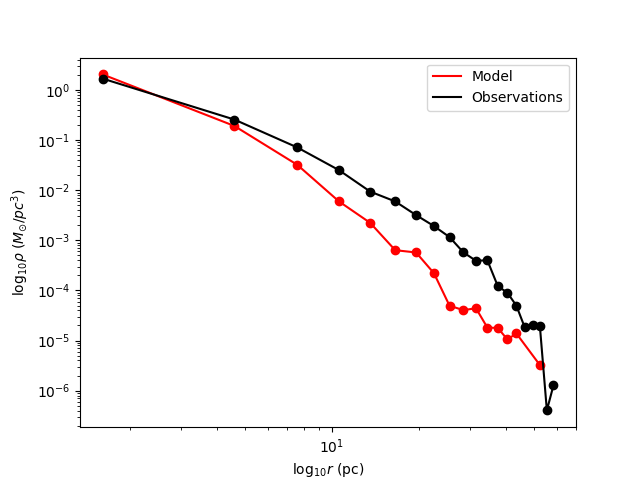 Model
Observations
10⁰
10⁻¹
10⁻²
10⁻³
10⁻⁴
10⁻⁵
10⁻⁶
log₁₀ρ (M⊙/pc³)
10¹
log₁₀r (pc)